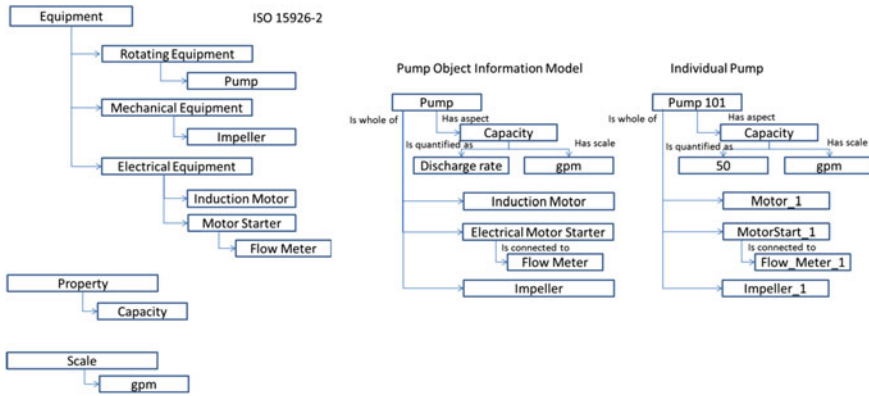 Equipment
ISO 15926-2
Rotating Equipment
Pump
Mechanical Equipment
Impeller
Electrical Equipment
Induction Motor
Motor Starter
Flow Meter
Property
Capacity
Scale
gpm
Pump Object Information Model
Pump
Is whole of
Has aspect
Capacity
Is quantified as
Has scale
Discharge rate
gpm
Induction Motor
Electrical Motor Starter
Is connected to
Flow Meter
Impeller
Individual Pump
Pump 101
Is whole of
Has aspect
Capacity
Is quantified as
Has scale
50
gpm
Motor_1
MotorStart_1
Is connected to
Flow_Meter_1
Impeller_1